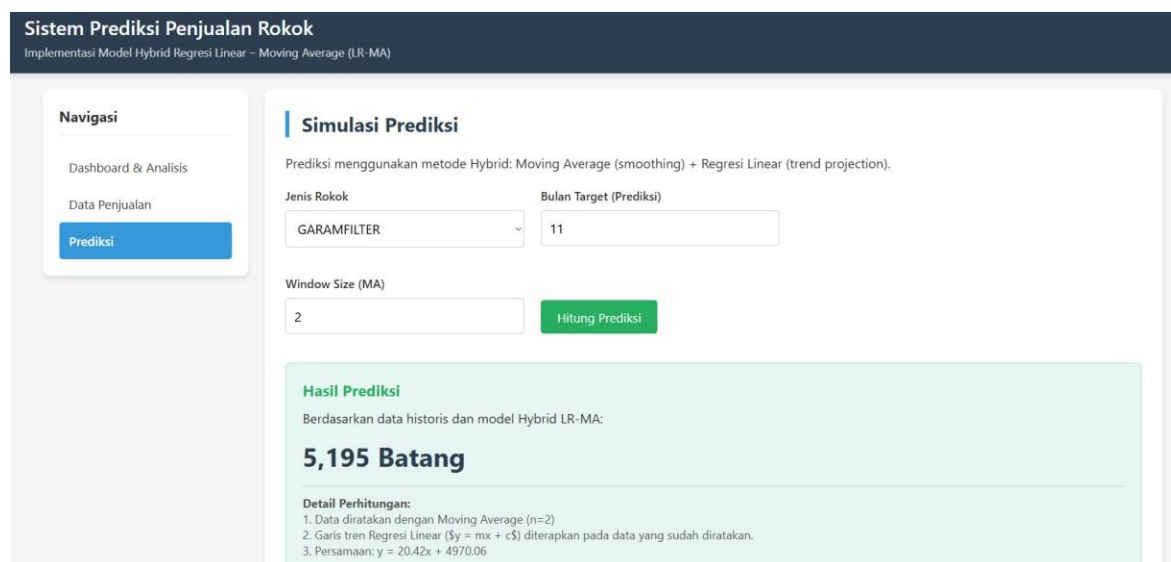 Sistem Prediksi Penjualan Rokok
Implementasi Model Hybrid Regresi Linear – Moving Average (LR-MA)
Navigasi
Dashboard & Analisis
Data Penjualan
Prediksi
Simulasi Prediksi
Prediksi menggunakan metode Hybrid: Moving Average (smoothing) + Regresi Linear (trend projection).
Jenis Rokok
GARAMFILTER
Bulan Target (Prediksi)
11
Window Size (MA)
2
Hitung Prediksi
Hasil Prediksi
Berdasarkan data historis dan model Hybrid LR-MA:
5,195 Batang
Detail Perhitungan:
1. Data diratakan dengan Moving Average (n=2)
2. Garis tren Regresi Linear ($y = mx + c$) diterapkan pada data yang sudah diratakan.
3. Persamaan: y = 20.42x + 4970.06